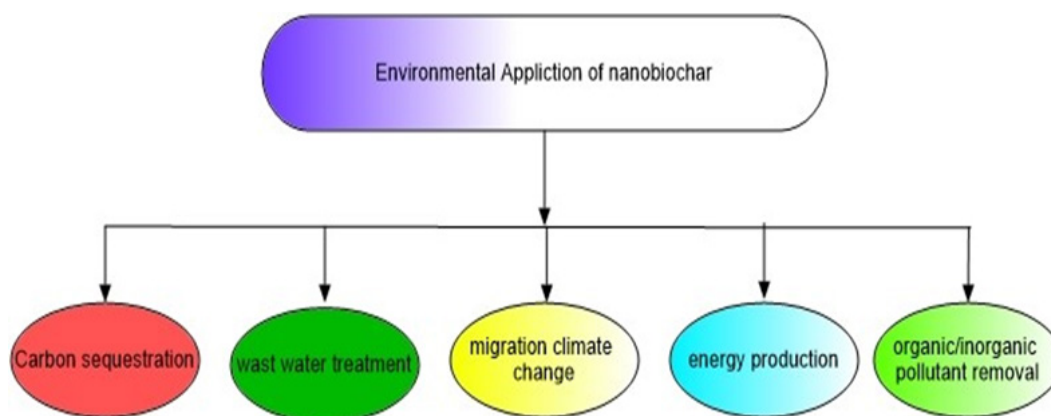 Environmental Appliction of nanobiochar
Carbon sequestration
wast water treatment
migration climate
change
energy production
organic/inorganic
pollutant removal